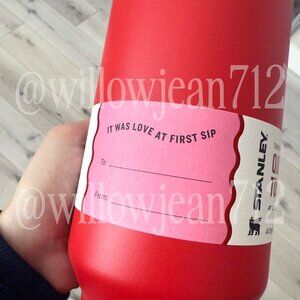 @willowjean712
IT WAS LOVE AT FIRST SIP
To:
From:
STANLEY
@willowjean712